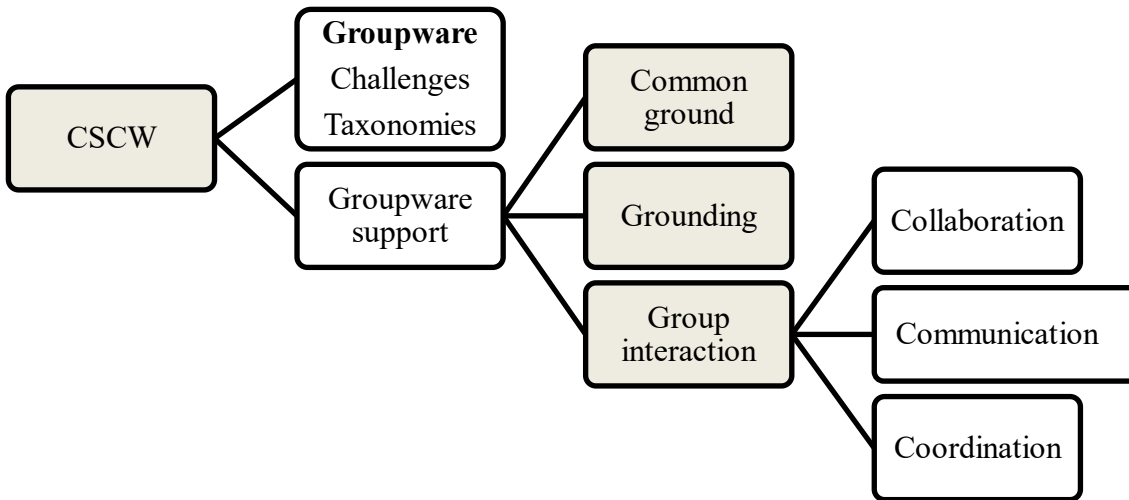 CSCW
Groupware
Challenges
Taxonomies
Groupware
support
Common
ground
Grounding
Group
interaction
Collaboration
Communication
Coordination